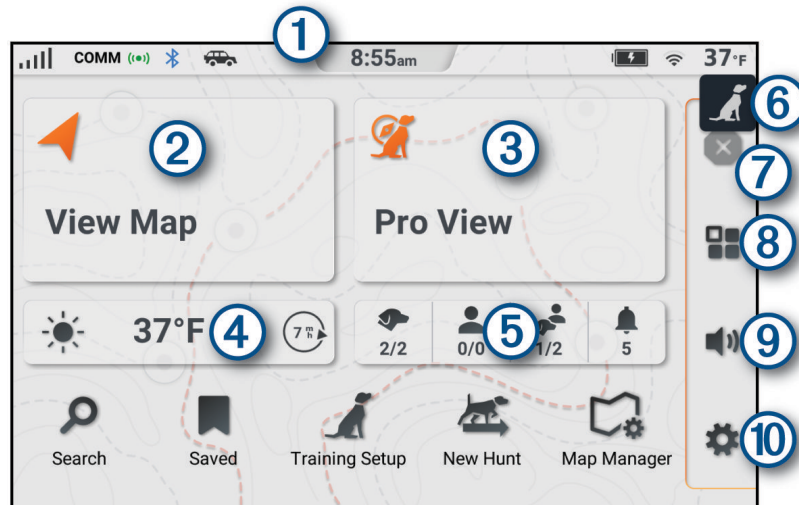 1
COMM 8:55am 37°F
6
2 3
7
View Map Pro View
8
37°F 4 7 m/h 5
2/2 0/0 1/2 5
9
Search Saved Training Setup New Hunt Map Manager
10